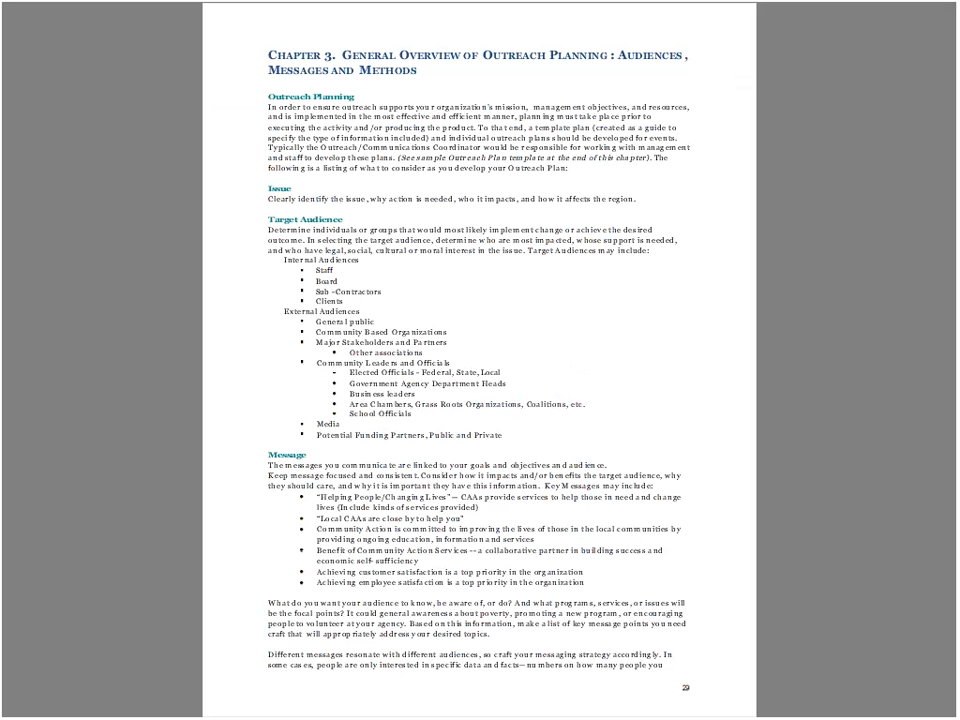 CHAPTER 3. GENERAL OVERVIEW OF OUTREACH PLANNING: AUDIENCES,
MESSAGES AND METHODS
Outreach Planning
In order to ensure outreach supports your organization's mission, management objectives, and resources,
and is implemented in the most effective and efficient manner, planning must take place prior to
executing the activity and/or producing the product. To that end, a template plan (created as a guide to
specify the type of information included) and individual outreach plans should be developed for events.
Typically the Outreach/Communications Coordinator would be responsible for working with management
and staff to develop these plans. (See sample Outreach Plan template at the end of this chapter). The
following is a listing of what to consider as you develop your Outreach Plan:
Issue
Clearly identify the issue, why action is needed, who it impacts, and how it affects the region.
Target Audience
Determine individuals or groups that would most likely implement change or achieve the desired
outcome. In selecting the target audience, determine who are most impacted, whose support is needed,
and who have legal, social, cultural or moral interest in the issue. Target Audiences may include:
Internal Audiences
• Staff
• Board
• Sub-Contractors
• Clients
External Audiences
• General public
• Community Based Organizations
• Major Stakeholders and Partners
• Other associations
• Community Leaders and Officials
- Elected Officials - Federal, State, Local
• Government Agency Department Heads
• Business leaders
• Area Chambers, Grass Roots Organizations, Coalitions, etc.
• School Officials
• Media
• Potential Funding Partners, Public and Private
Message
The messages you communicate are linked to your goals and objectives and audience.
Keep message focused and consistent. Consider how it impacts and/or benefits the target audience, why
they should care, and why it is important they have this information. Key Messages may include:
• "Helping People/Changing Lives"— CAAs provide services to help those in need and change
lives (Include kinds of services provided)
• "Local CAAs are close by to help you"
• Community Action is committed to improving the lives of those in the local communities by
providing ongoing education, information and services
• Benefit of Community Action Services -- a collaborative partner in building success and
economic self-sufficiency
• Achieving customer satisfaction is a top priority in the organization
• Achieving employee satisfaction is a top priority in the organization
What do you want your audience to know, be aware of, or do? And what programs, services, or issues will
be the focal points? It could general awareness about poverty, promoting a new program, or encouraging
people to volunteer at your agency. Based on this information, make a list of key message points you need
craft that will appropriately address your desired topics.
Different messages resonate with different audiences, so craft your messaging strategy accordingly. In
some cases, people are only interested in specific data and facts—numbers on how many people you
29